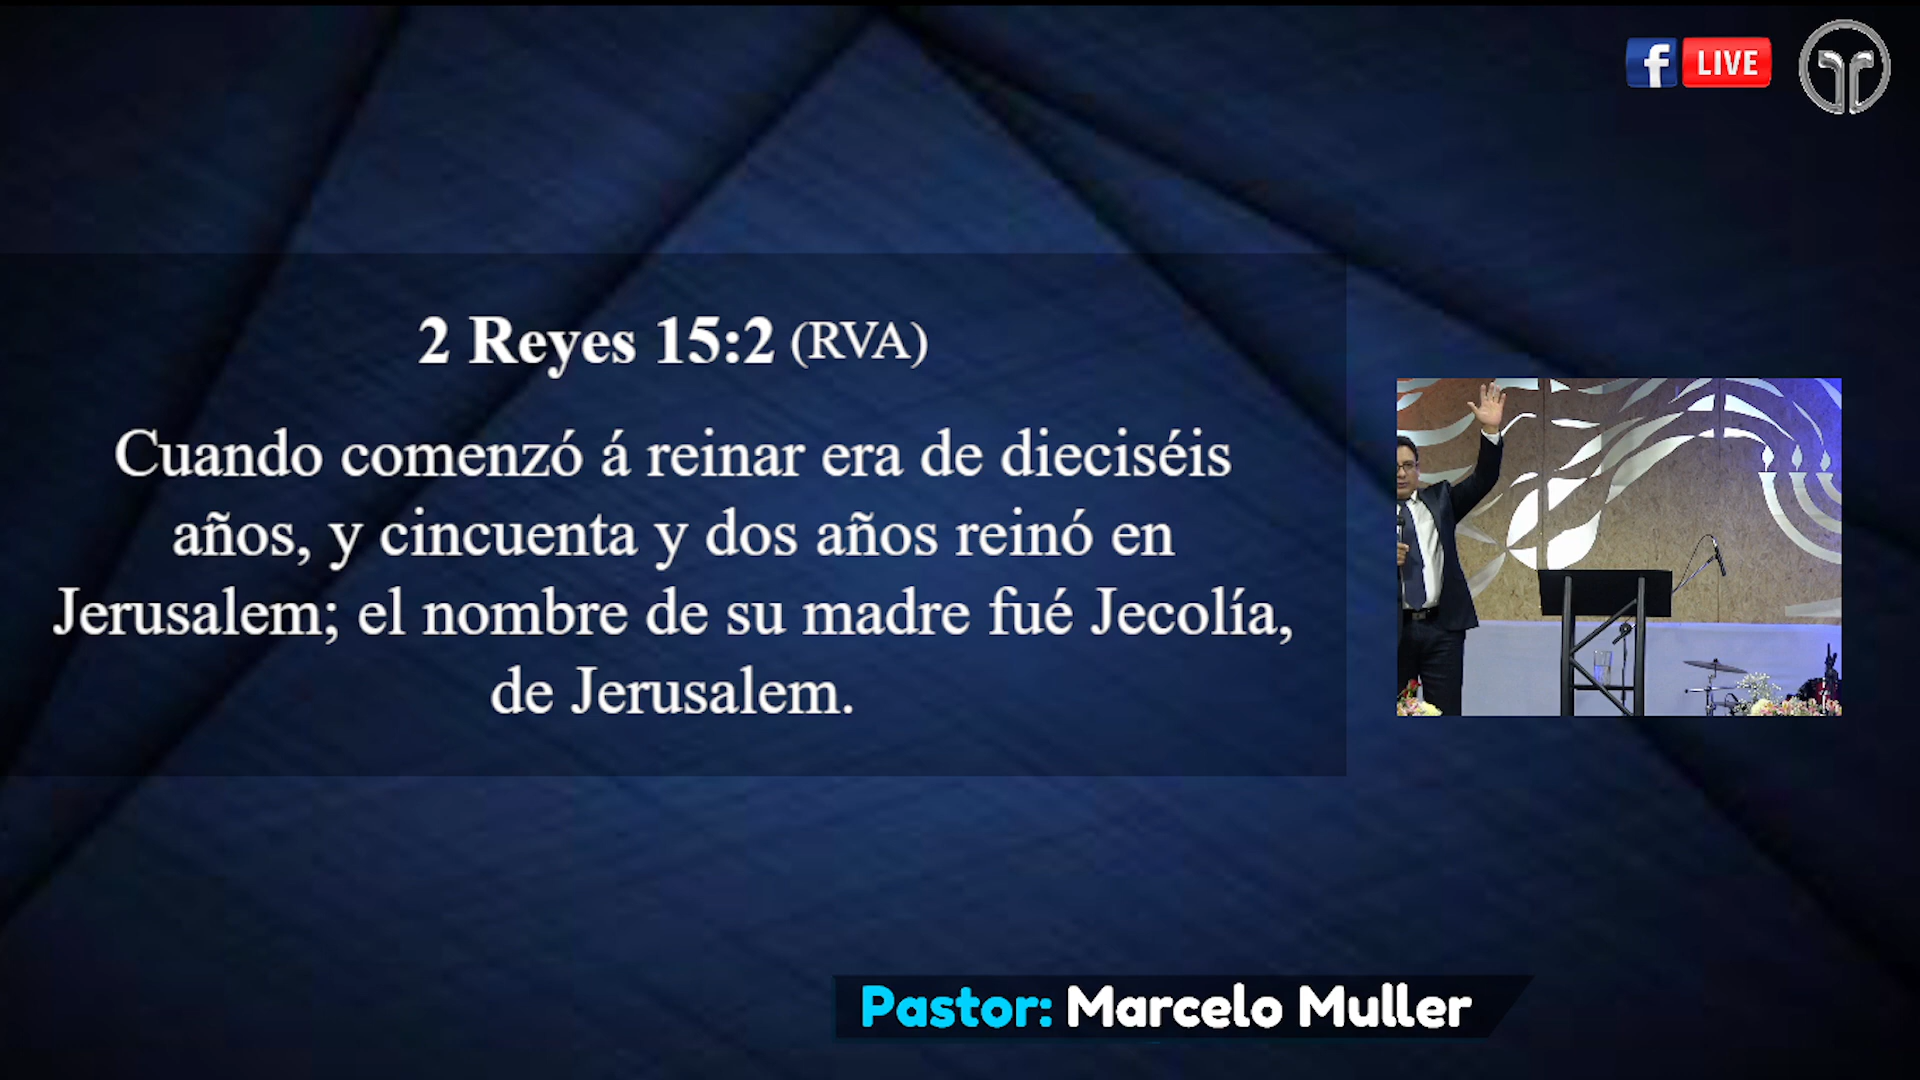 f LIVE
2 Reyes 15:2 (RVA)
Cuando comenzó á reinar era de dieciséis
años, y cincuenta y dos años reinó en
Jerusalem; el nombre de su madre fué Jecolía,
de Jerusalem.
Pastor: Marcelo Muller